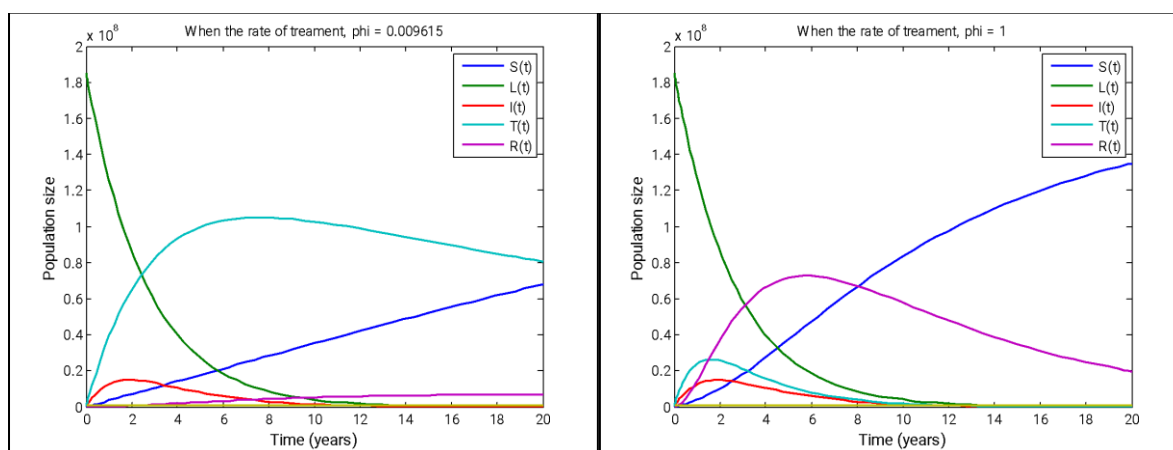 When the rate of treament, phi = 0.009615
x 10^8
2
1.8
1.6
1.4
1.2
1
0.8
0.6
0.4
0.2
0
Population size
S(t)
L(t)
I(t)
T(t)
R(t)
0 2 4 6 8 10 12 14 16 18 20
Time (years)
When the rate of treament, phi = 1
x 10^8
2
1.8
1.6
1.4
1.2
1
0.8
0.6
0.4
0.2
0
Population size
S(t)
L(t)
I(t)
T(t)
R(t)
0 2 4 6 8 10 12 14 16 18 20
Time (years)